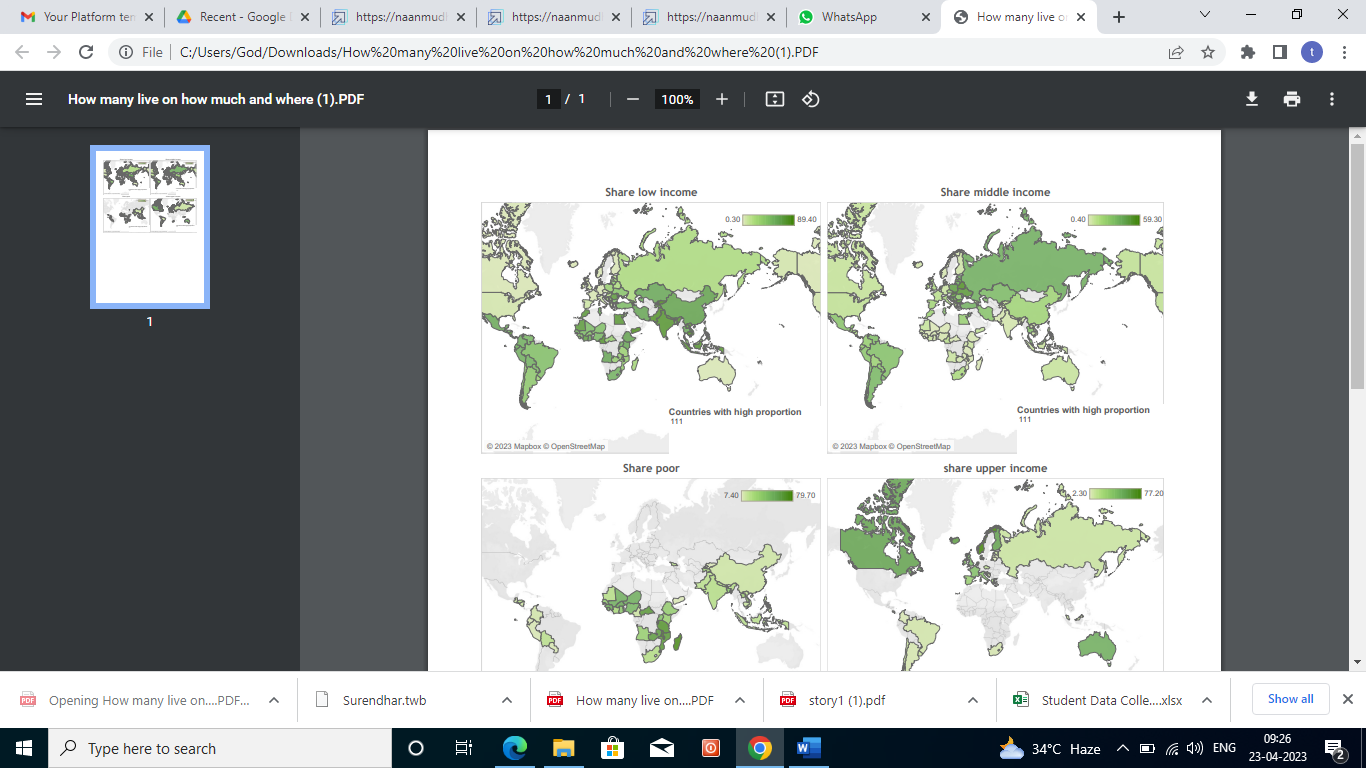 Your Platform ten
Recent - Google
https://naanmudl
https://naanmudl
https://naanmudl
WhatsApp
How many live o
File
C:/Users/God/Downloads/How%20many%20live%20on%20how%20much%20and%20where%20(1).PDF
t
How many live on how much and where (1).PDF
1 / 1
100%
1
Share low income
0.30
89.40
Countries with high proportion
111
© 2023 Mapbox © OpenStreetMap
Share middle income
0.40
59.30
Countries with high proportion
111
© 2023 Mapbox © OpenStreetMap
Share poor
7.40
79.70
share upper income
2.30
77.20
Opening How many live on....PDF...
Surendhar.twb
How many live on....PDF
story1 (1).pdf
Student Data Colle....xlsx
Show all
Type here to search
34°C Haze
ENG
09:26
23-04-2023
2